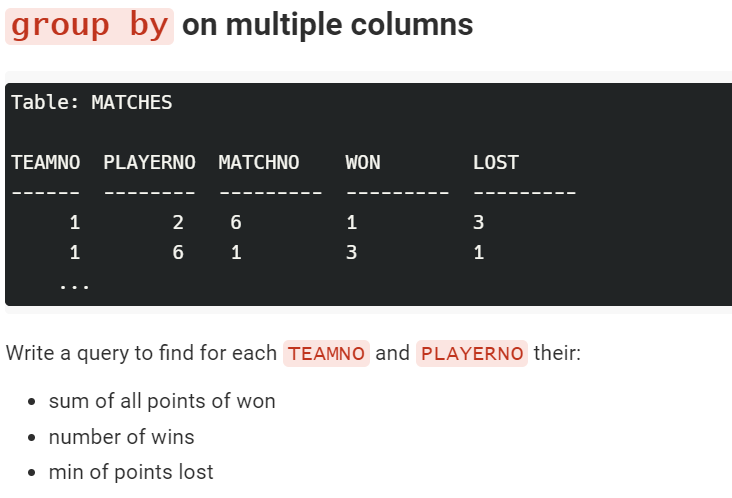 group by on multiple columns
Table: MATCHES
TEAMNO  PLAYERNO  MATCHNO    WON        LOST
------  --------  ---------  ---------  ---------
     1        2    6         1          3
     1        6    1         3          1
    ...
Write a query to find for each TEAMNO and PLAYERNO their:
• sum of all points of won
• number of wins
• min of points lost